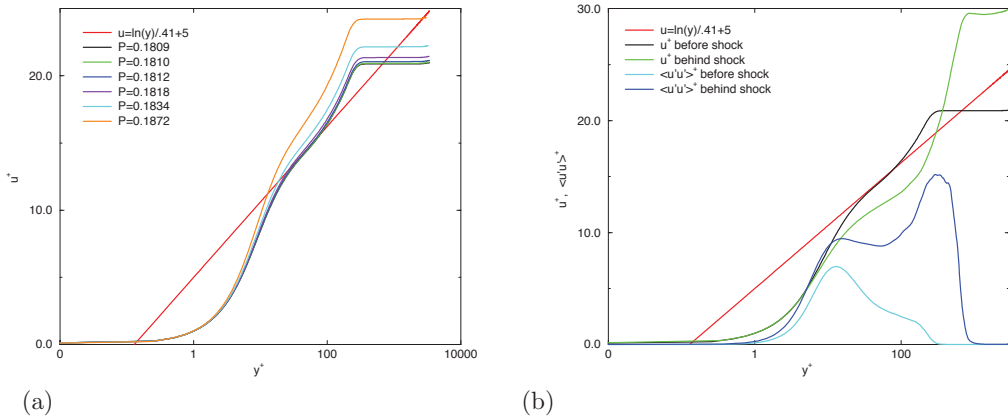 u=ln(y)/.41+5
P=0.1809
P=0.1810
P=0.1812
P=0.1818
P=0.1834
P=0.1872
20.0
10.0
0.0
u+
0
1
100
10000
y+
(a)
u=ln(y)/.41+5
u+ before shock
u+ behind shock
<u'u'>+ before shock
<u'u'>+ behind shock
30.0
20.0
10.0
0.0
u+, <u'u'>+
0
1
100
y+
(b)